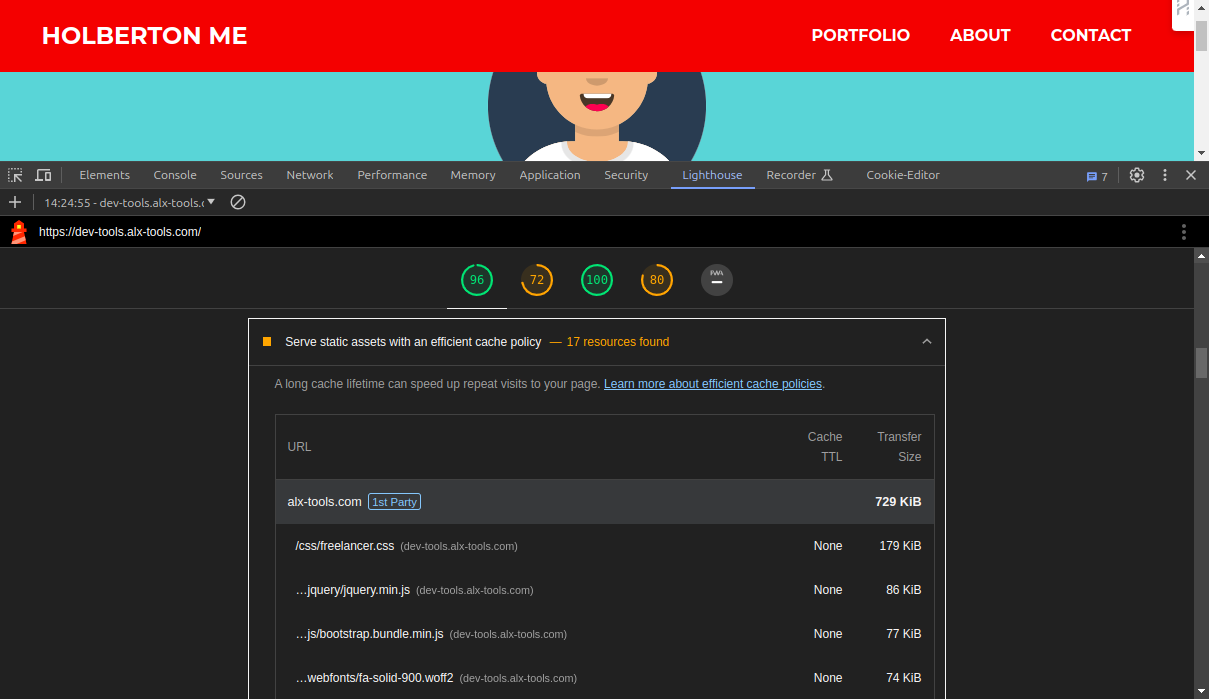 HOLBERTON ME PORTFOLIO ABOUT CONTACT
Elements Console Sources Network Performance Memory Application Security Lighthouse Recorder Cookie-Editor 7
14:24:55 - dev-tools.alx-tools.c
https://dev-tools.alx-tools.com/
96 72 100 80 PWA
Serve static assets with an efficient cache policy — 17 resources found
A long cache lifetime can speed up repeat visits to your page. Learn more about efficient cache policies.
URL Cache TTL Transfer Size
alx-tools.com 1st Party 729 KiB
/css/freelancer.css (dev-tools.alx-tools.com) None 179 KiB
…jquery/jquery.min.js (dev-tools.alx-tools.com) None 86 KiB
…js/bootstrap.bundle.min.js (dev-tools.alx-tools.com) None 77 KiB
…webfonts/fa-solid-900.woff2 (dev-tools.alx-tools.com) None 74 KiB